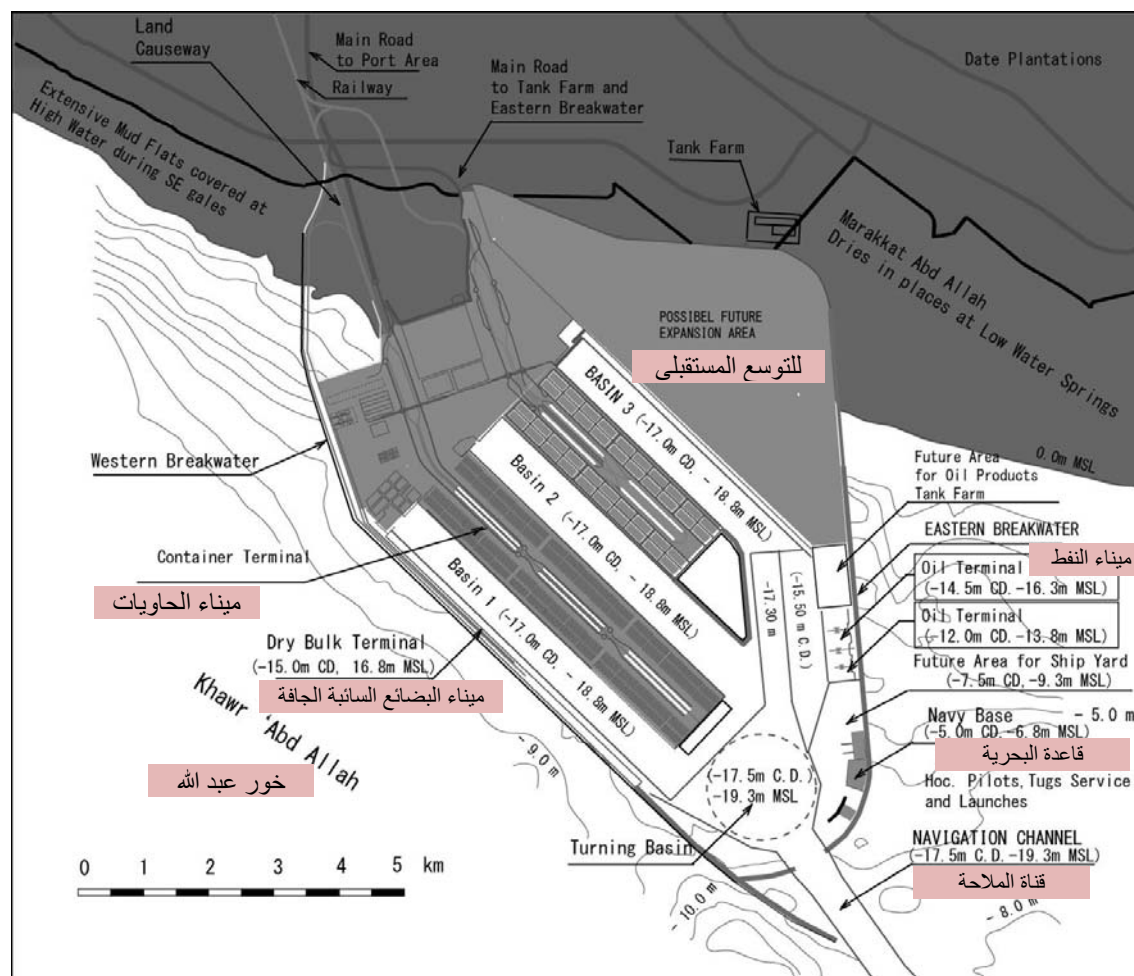 Land
Causeway
Main Road
to Port Area
Railway
Main Road
to Tank Farm and
Eastern Breakwater
Date Plantations
Extensive Mud Flats covered at
High Water during SE gales
Tank Farm
Marakkat Abd Allah
Dries in places at Low Water Springs
POSSIBEL FUTURE
EXPANSION AREA
للتوسع المستقبلى
BASIN 3 (-17.0m CD. - 18.8m MSL)
0.0m MSL
Western Breakwater
Basin 2 (-17.0m CD. - 18.8m MSL)
Future Area
for Oil Products
Tank Farm
EASTERN BREAKWATER
ميناء النفط
Oil Terminal
(-14.5m CD.-16.3m MSL)
Oil Terminal
(-12.0m CD.-13.8m MSL)
Container Terminal
ميناء الحاويات
Basin 1 (-17.0m CD. - 18.8m MSL)
-17.30 m
(-15.50m C.D.)
Dry Bulk Terminal
(-15.0m CD, 16.8m MSL)
ميناء البضائع السائبة الجافة
Future Area for Ship Yard
(-7.5m CD.-9.3m MSL)
Navy Base
- 5.0 m
(-5.0m CD.-6.8m MSL)
قاعدة البحرية
Khawr 'Abd Allah
خور عبد الله
- 9.0 m
(-17.5m C.D.)
-19.3m MSL
Hoc. Pilots,Tugs Service
and Launches
Turning Basin
NAVIGATION CHANNEL
(-17.5m C.D.-19.3m MSL)
قناة الملاحة
0 1 2 3 4 5 km
-10.0 m
- 8.0 m